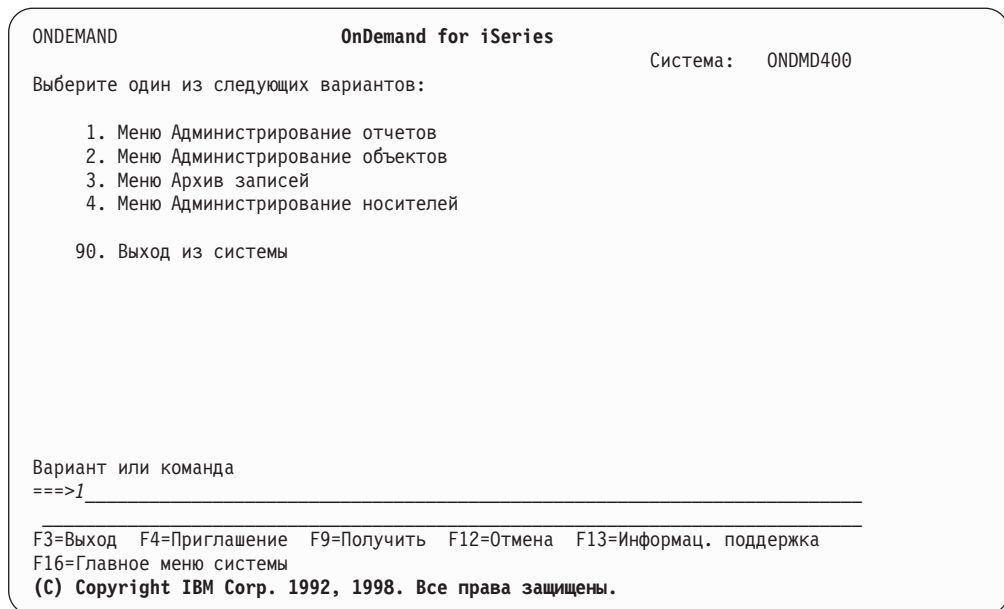 ONDEMAND OnDemand for iSeries
Система: ONDMD400
Выберите один из следующих вариантов:
1. Меню Администрирование отчетов
2. Меню Администрирование объектов
3. Меню Архив записей
4. Меню Администрирование носителей
90. Выход из системы
Вариант или команда
===>1
F3=Выход F4=Приглашение F9=Получить F12=Отмена F13=Информац. поддержка
F16=Главное меню системы
(C) Copyright IBM Corp. 1992, 1998. Все права защищены.